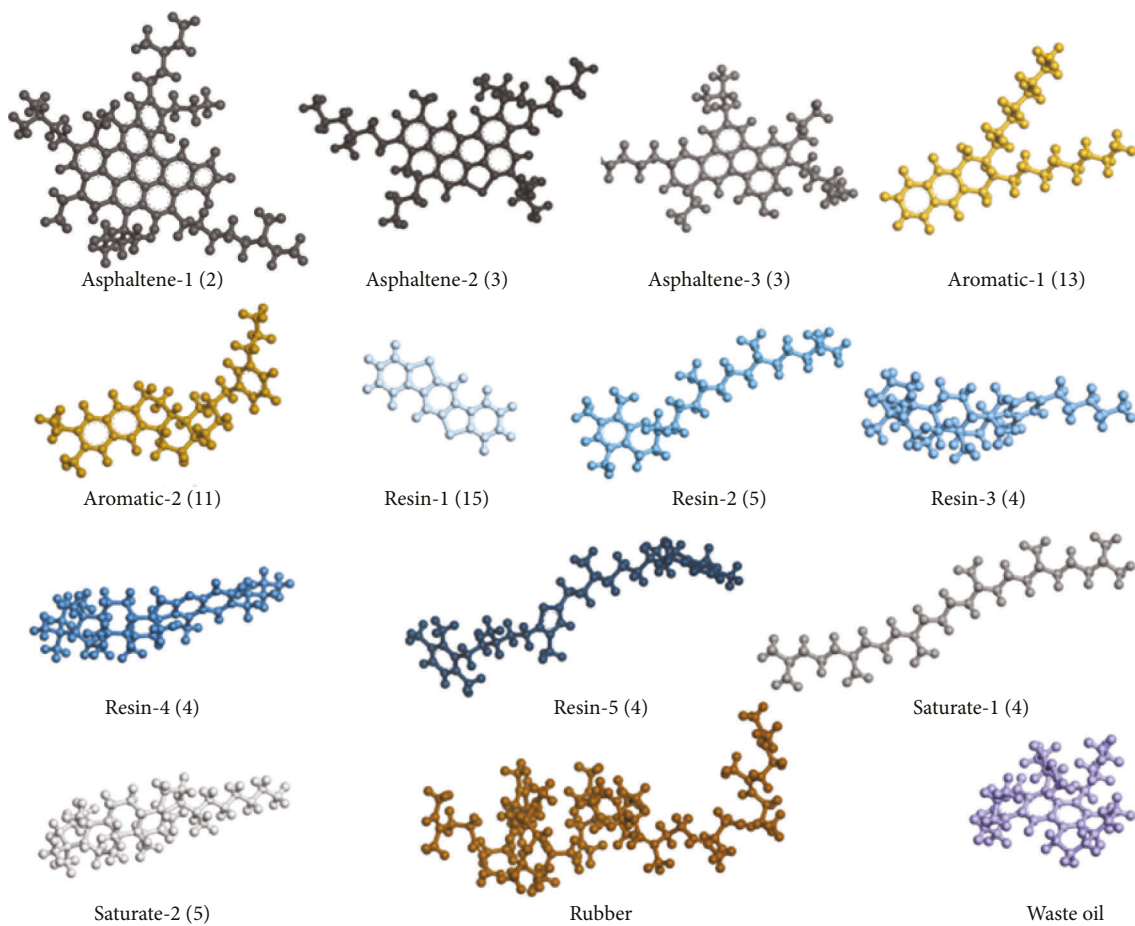 Asphaltene-1 (2)
Asphaltene-2 (3)
Asphaltene-3 (3)
Aromatic-1 (13)
Aromatic-2 (11)
Resin-1 (15)
Resin-2 (5)
Resin-3 (4)
Resin-4 (4)
Resin-5 (4)
Saturate-1 (4)
Saturate-2 (5)
Rubber
Waste oil